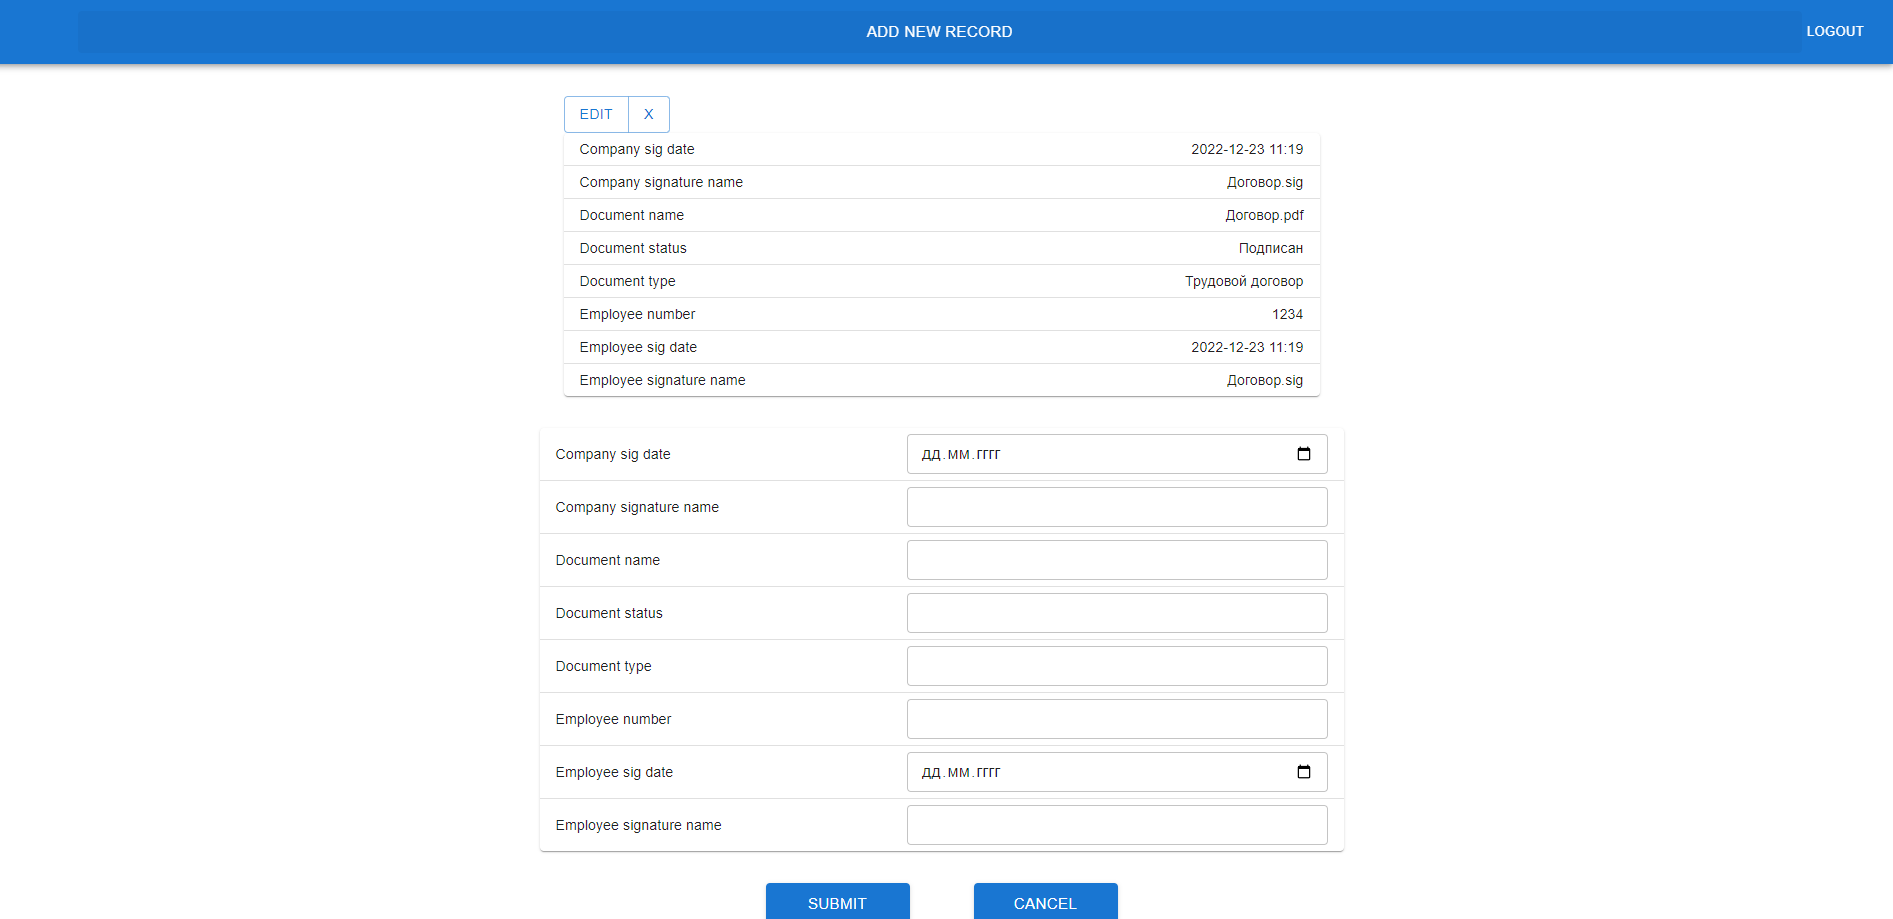 ADD NEW RECORD LOGOUT
EDIT X
Company sig date 2022-12-23 11:19
Company signature name Договор.sig
Document name Договор.pdf
Document status Подписан
Document type Трудовой договор
Employee number 1234
Employee sig date 2022-12-23 11:19
Employee signature name Договор.sig
Company sig date ДД.ММ.ГГГГ
Company signature name
Document name
Document status
Document type
Employee number
Employee sig date ДД.ММ.ГГГГ
Employee signature name
SUBMIT CANCEL